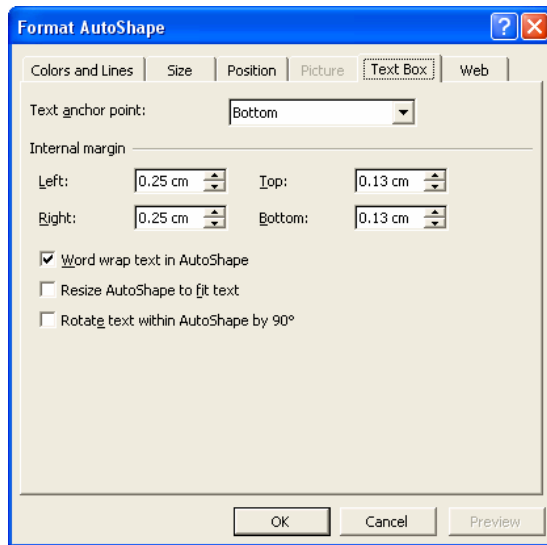 Format AutoShape
Colors and Lines Size Position Picture Text Box Web
Text anchor point: Bottom
Internal margin
Left: 0.25 cm Top: 0.13 cm
Right: 0.25 cm Bottom: 0.13 cm
Word wrap text in AutoShape
Resize AutoShape to fit text
Rotate text within AutoShape by 90°
OK Cancel Preview